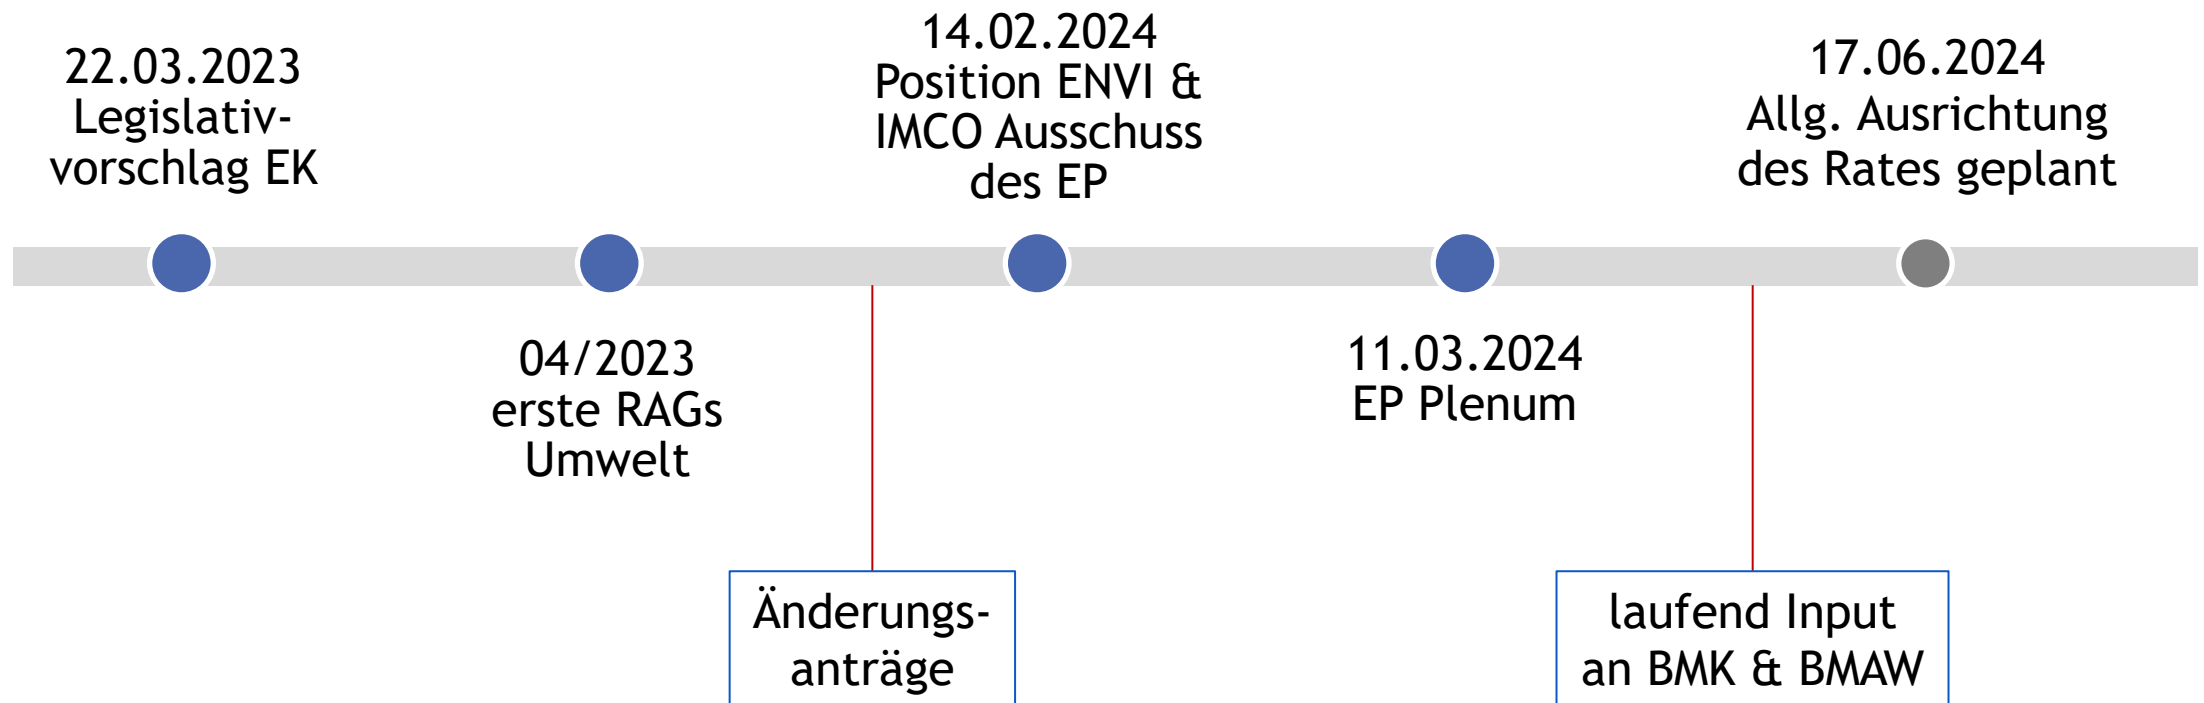 22.03.2023
Legislativ-
vorschlag EK
04/2023
erste RAGs
Umwelt
Änderungs-
anträge
14.02.2024
Position ENVI &
IMCO Ausschuss
des EP
11.03.2024
EP Plenum
laufend Input
an BMK & BMAW
17.06.2024
Allg. Ausrichtung
des Rates geplant